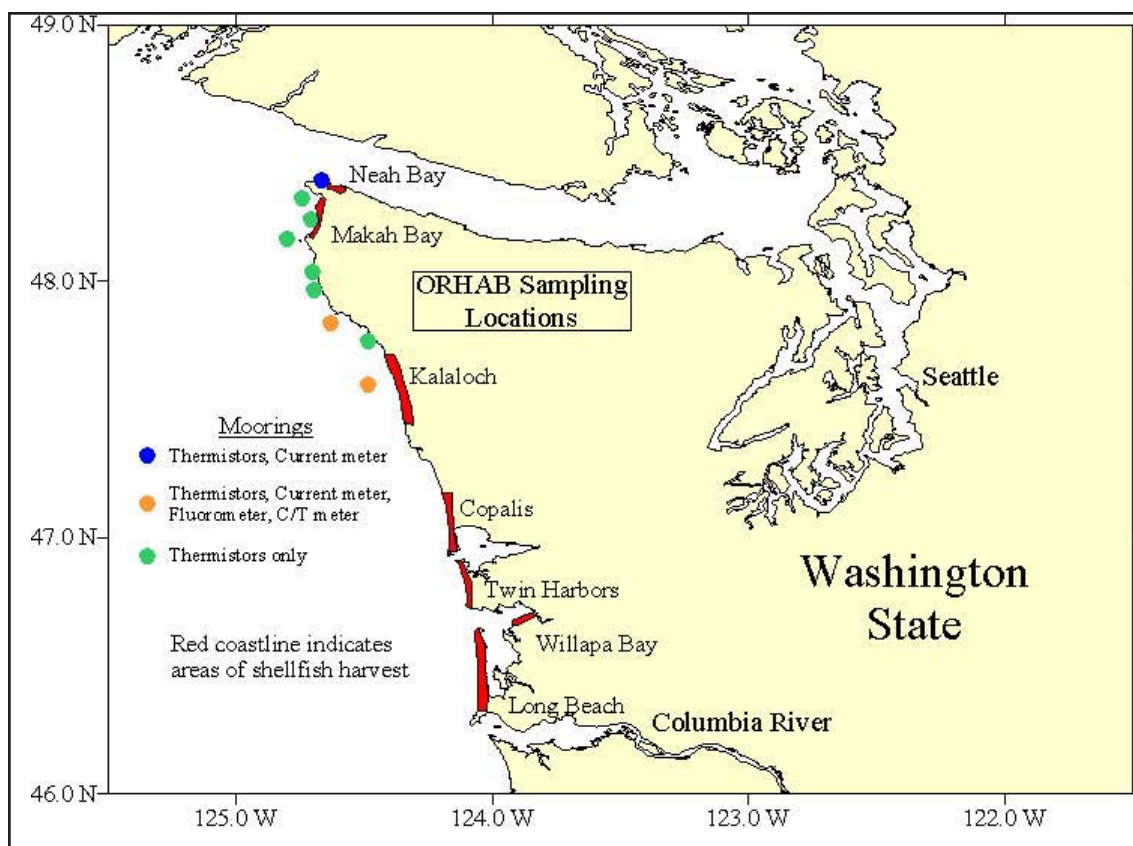 49.0 N
Neah Bay
Makah Bay
48.0 N
ORHAB Sampling
Locations
Kalaloch
Seattle
Moorings
Thermistors, Current meter
Thermistors, Current meter,
Fluorometer, C/T meter
Copalis
47.0 N
Thermistors only
Washington
State
Twin Harbors
Red coastline indicates
areas of shellfish harvest
Willapa Bay
Long Beach
Columbia River
46.0 N
125.0 W
124.0 W
123.0 W
122.0 W